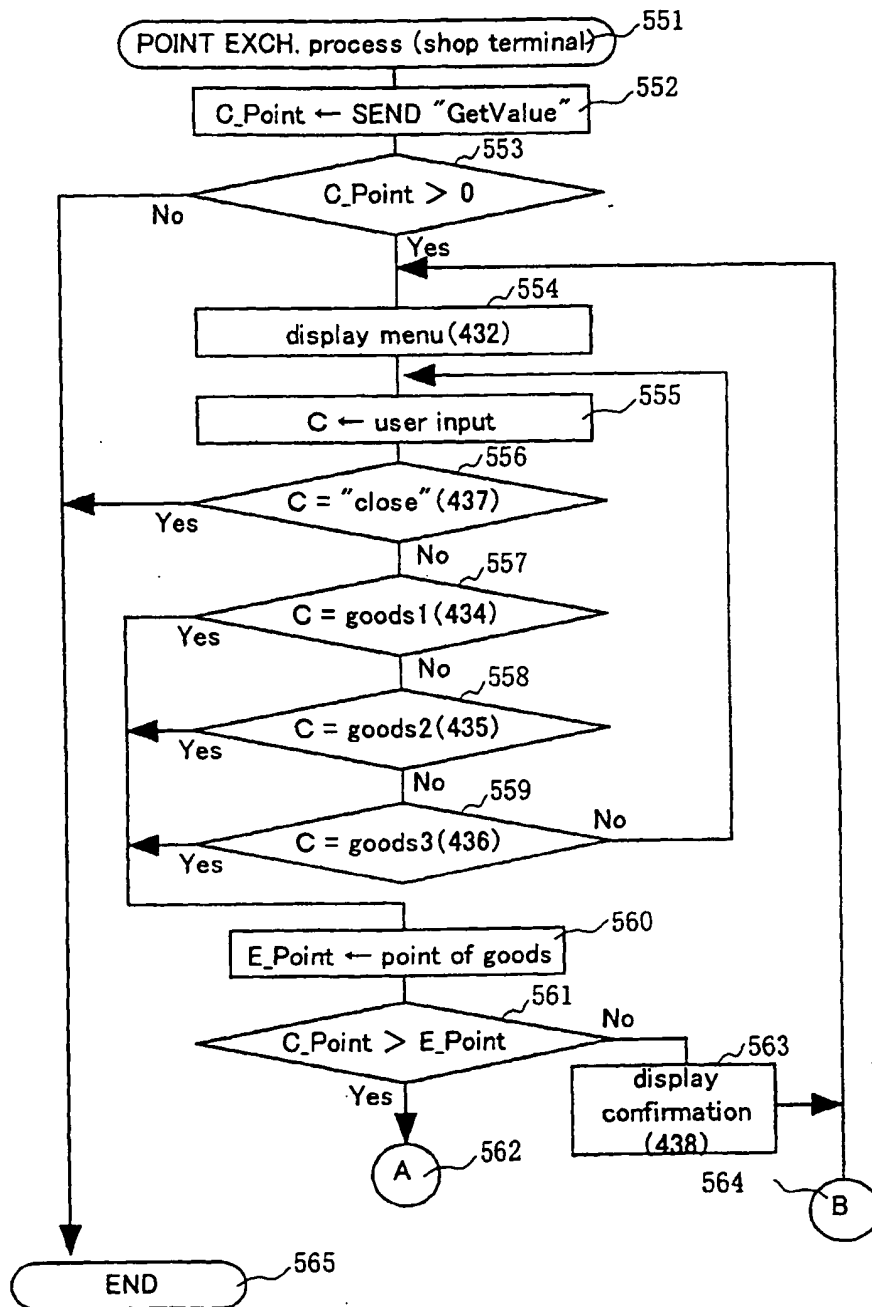 POINT EXCH. process (shop terminal)
551
C_Point ← SEND "GetValue"
552
553
C_Point > 0
No
Yes
554
display menu(432)
555
C ← user input
556
C = "close"(437)
Yes
No
557
C = goods1(434)
Yes
No
558
C = goods2(435)
Yes
No
559
C = goods3(436)
No
Yes
560
E_Point ← point of goods
561
C_Point > E_Point
No
Yes
563
display
confirmation
(438)
A
562
564
B
END
565